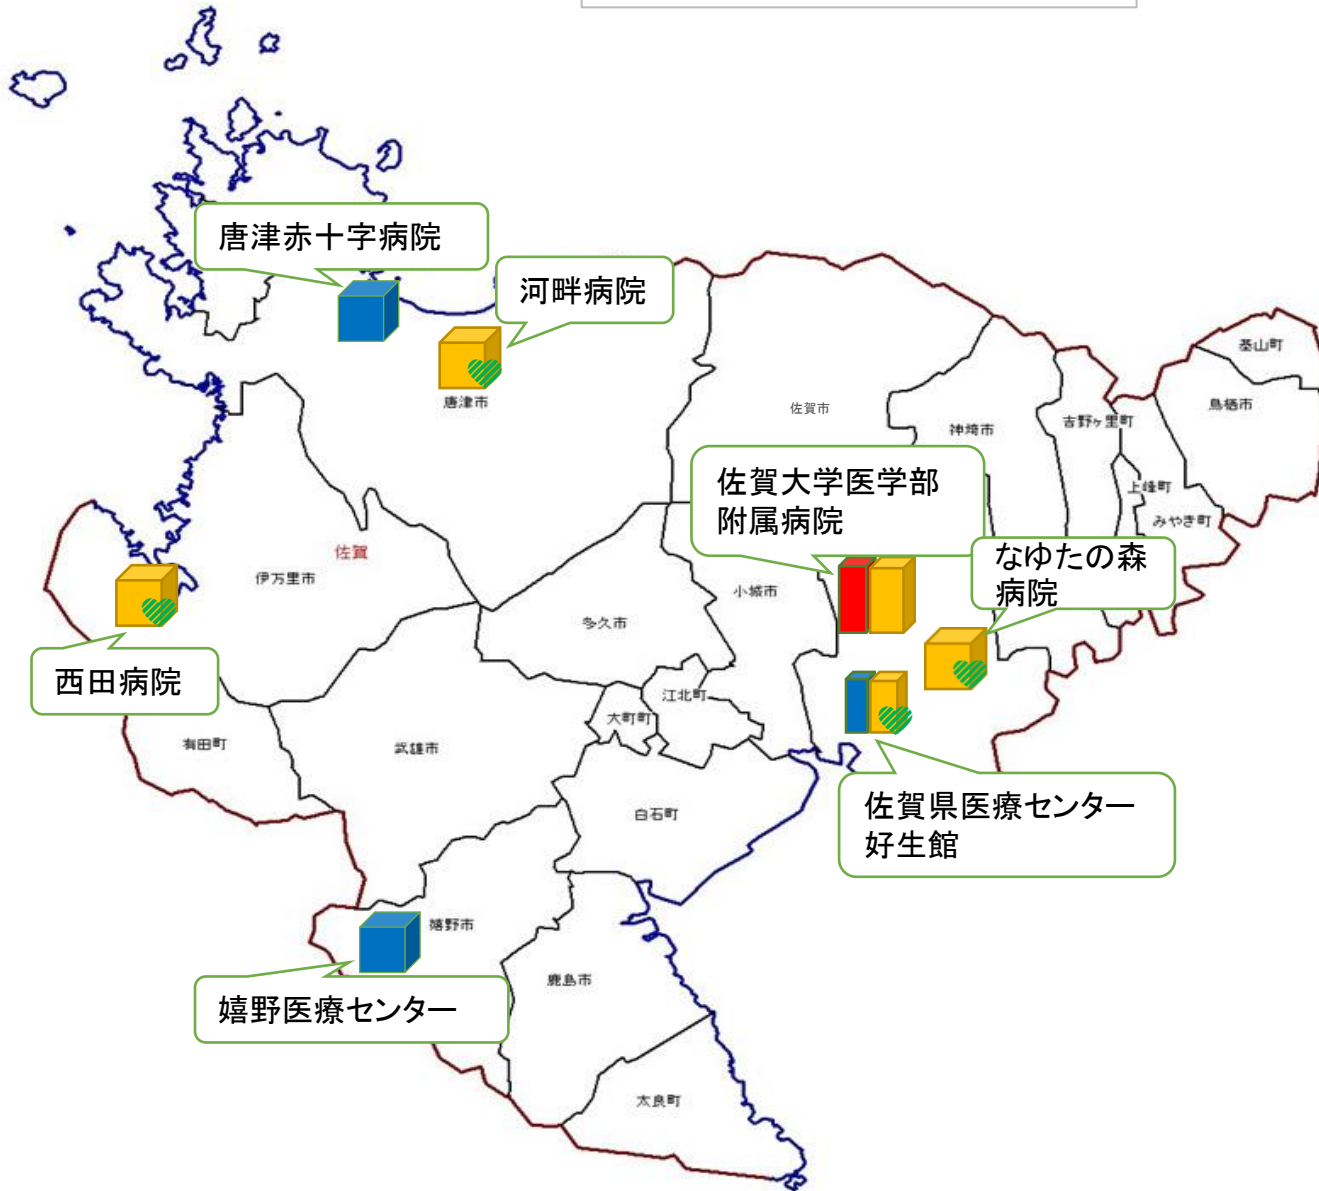 唐津赤十字病院
河畔病院
唐津市
佐賀市
神埼市
吉野ヶ里町
基山町
鳥栖市
上峰町
みやき町
佐賀大学医学部
附属病院
なゆたの森
病院
佐賀
伊万里市
小城市
多久市
西田病院
江北町
大町町
有田町
武雄市
佐賀県医療センター
好生館
白石町
嬉野市
嬉野医療センター
鹿島市
太良町